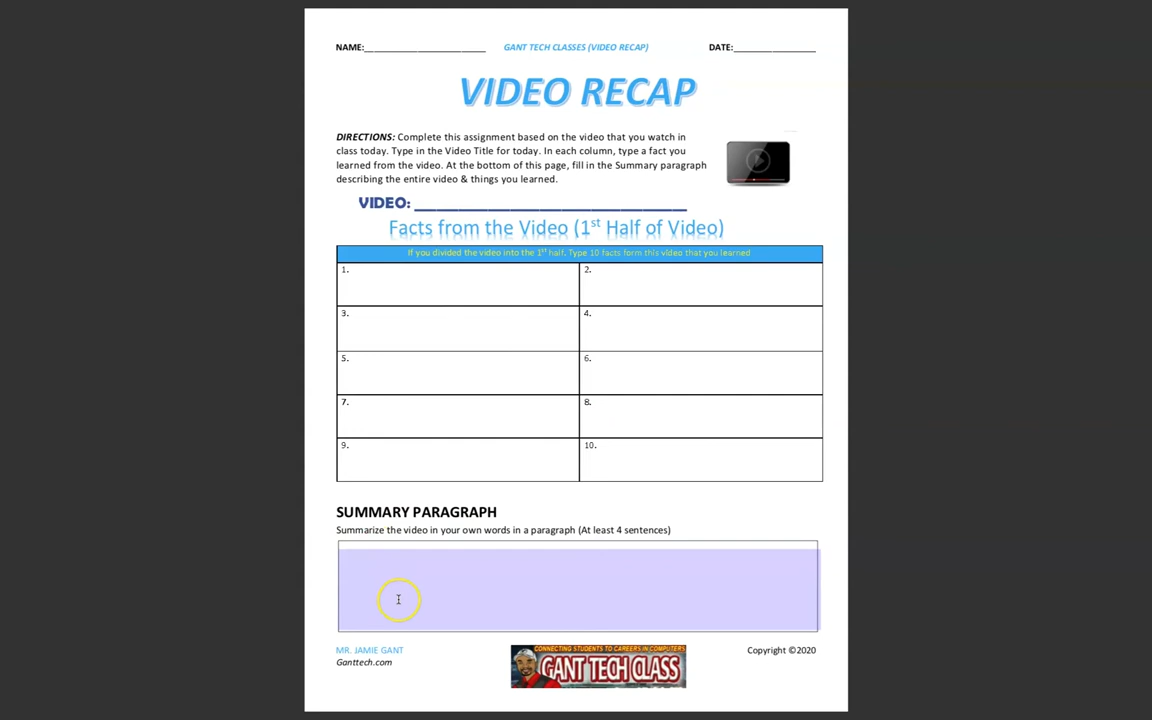 NAME:________________________ GANT TECH CLASSES (VIDEO RECAP) DATE:________________
VIDEO RECAP
DIRECTIONS: Complete this assignment based on the video that you watch in
class today. Type in the Video Title for today. In each column, type a fact you
learned from the video. At the bottom of this page, fill in the Summary paragraph
describing the entire video & things you learned.
VIDEO: ______________________________
Facts from the Video (1st Half of Video)
If you divided the video into the 1st half. Type 10 facts form this video that you learned
1. 2.
3. 4.
5. 6.
7. 8.
9. 10.
SUMMARY PARAGRAPH
Summarize the video in your own words in a paragraph (At least 4 sentences)
MR. JAMIE GANT
Ganttech.com
CONNECTING STUDENTS TO CAREERS IN COMPUTERS
GANT TECH CLASS
Copyright ©2020